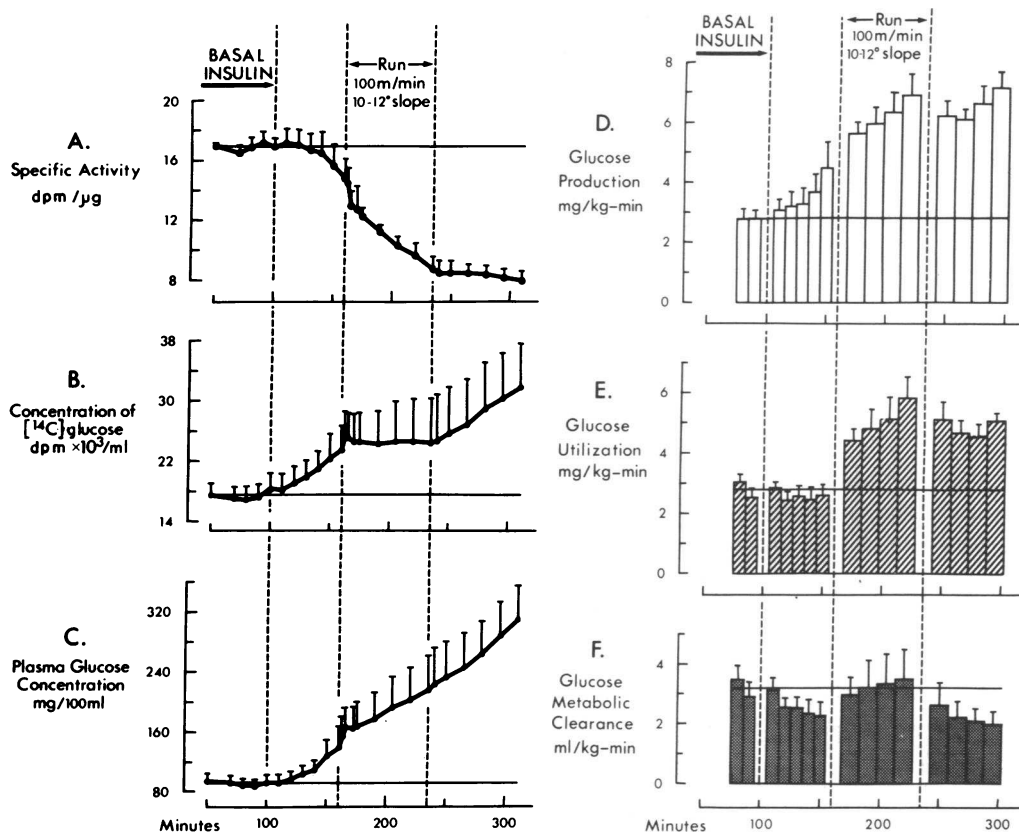 BASAL
INSULIN
Run
100m/min
10-12° slope
A.
Specific Activity
dpm/µg
20
16
12
8
B.
Concentration of
[¹⁴C] glucose
dpm ×10³/ml
38
30
22
14
C.
Plasma Glucose
Concentration
mg/100ml
320
240
160
80
Minutes
100
200
300
BASAL
INSULIN
Run
100m/min
10-12° slope
D.
Glucose
Production
mg/kg-min
8
6
4
2
0
E.
Glucose
Utilization
mg/kg-min
6
4
2
0
F.
Glucose
Metabolic
Clearance
ml/kg-min
4
2
0
Minutes
100
200
300